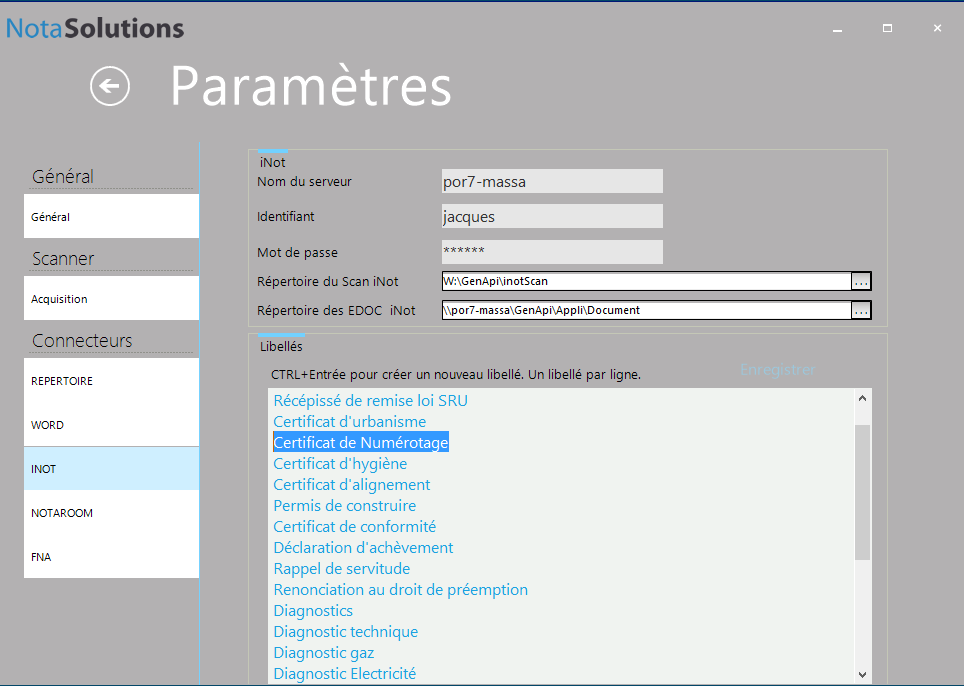 NotaSolutions
Paramètres
Général
Général
Scanner
Acquisition
Connecteurs
REPERTOIRE
WORD
INOT
NOTAROOM
FNA
iNot
Nom du serveur
por7-massa
Identifiant
jacques
Mot de passe
******
Répertoire du Scan iNot
W:\GenApi\inotScan
...
Répertoire des EDOC iNot
\\por7-massa\GenApi\Appli\Document
...
Libellés
CTRL+Entrée pour créer un nouveau libellé. Un libellé par ligne.
Enregistrer
Récépissé de remise loi SRU
Certificat d'urbanisme
Certificat de Numérotage
Certificat d'hygiène
Certificat d'alignement
Permis de construire
Certificat de conformité
Déclaration d'achèvement
Rappel de servitude
Renonciation au droit de préemption
Diagnostics
Diagnostic technique
Diagnostic gaz
Diagnostic Electricité